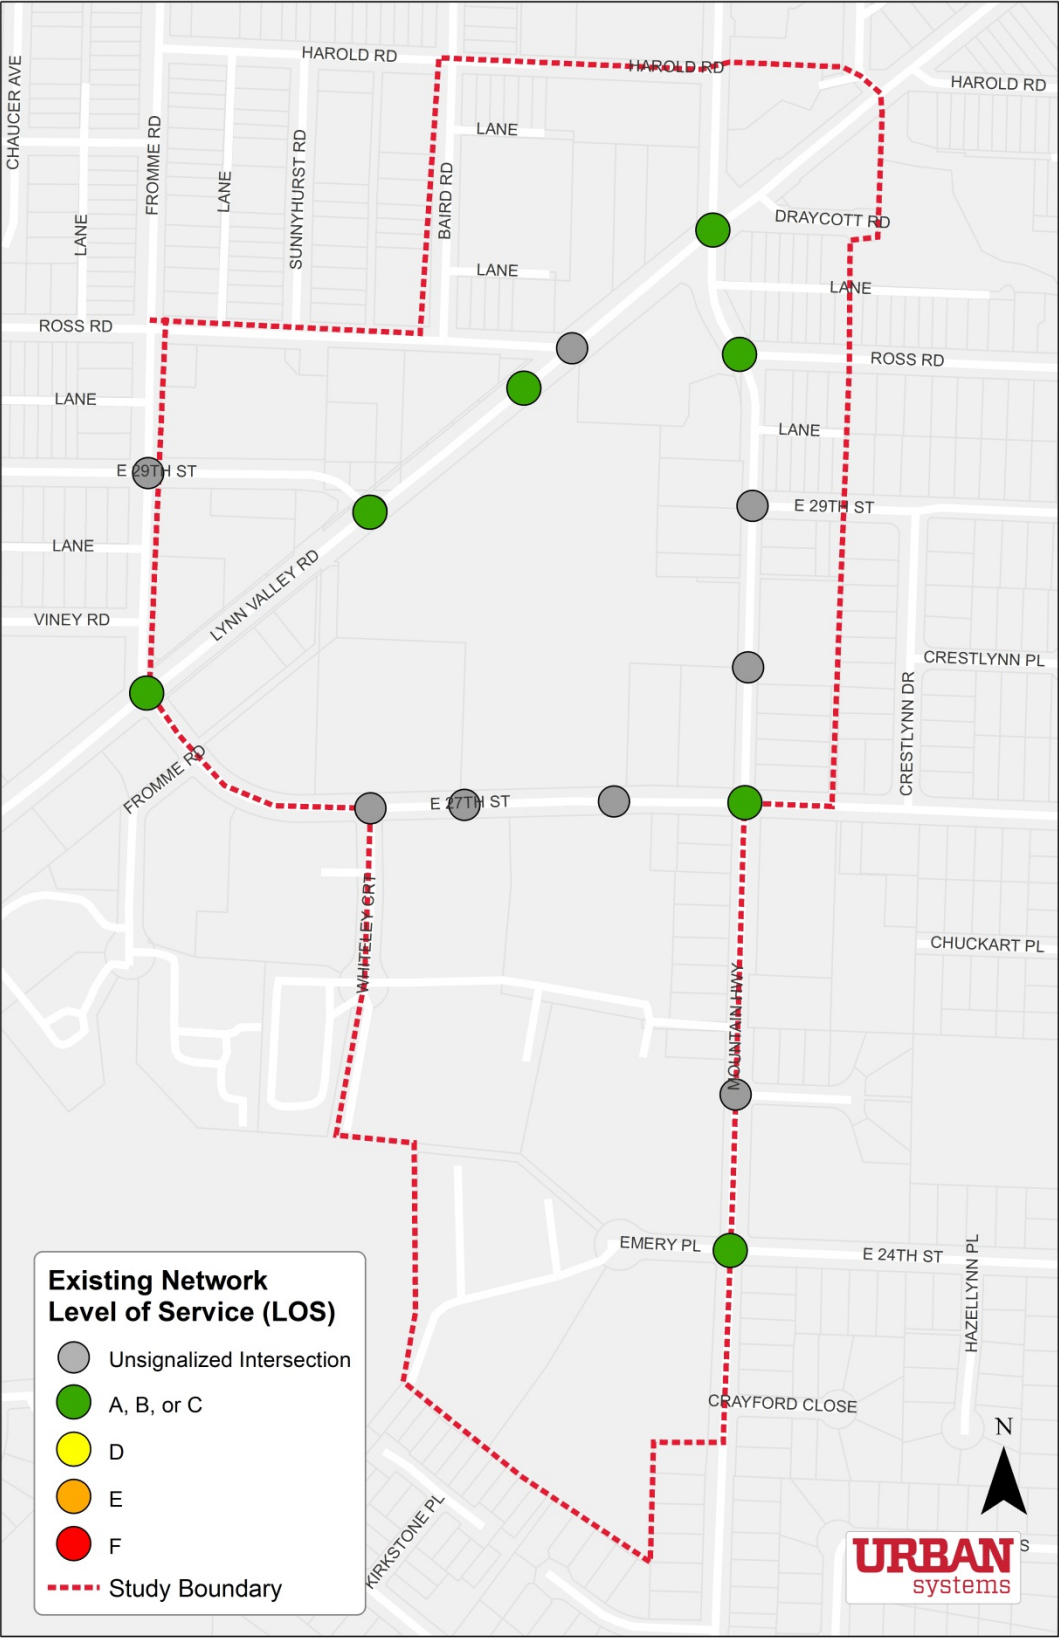 HAROLD RD
HAROLD RD
HAROLD RD
CHAUCER AVE
LANE
FROMME RD
LANE
SUNNYHURST RD
BAIRD RD
LANE
DRAYCOTT RD
LANE
LANE
ROSS RD
ROSS RD
LANE
LANE
E 29TH ST
E 29TH ST
LANE
LYNN VALLEY RD
VINEY RD
CRESTLYNN PL
CRESTLYNN DR
FROMME RD
E 27TH ST
WHITELEY CRT
CHUCKART PL
MOUNTAIN HWY
EMERY PL
E 24TH ST
HAZELLYNN PL
CRAYFORD CLOSE
KIRKSTONE PL
Existing Network
Level of Service (LOS)
Unsignalized Intersection
A, B, or C
D
E
F
Study Boundary
N
S
URBAN
systems